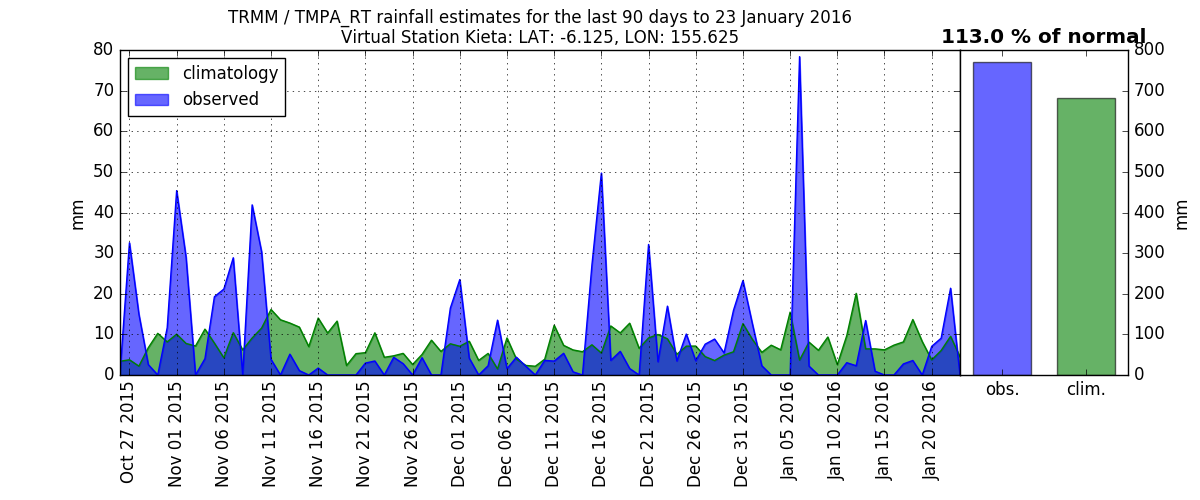 TRMM / TMPA_RT rainfall estimates for the last 90 days to 23 January 2016
Virtual Station Kieta: LAT: -6.125, LON: 155.625
113.0 % of normal
climatology
observed
80
70
60
50
40
30
20
10
0
mm
800
700
600
500
400
300
200
100
0
mm
Oct 27 2015
Nov 01 2015
Nov 06 2015
Nov 11 2015
Nov 16 2015
Nov 21 2015
Nov 26 2015
Dec 01 2015
Dec 06 2015
Dec 11 2015
Dec 16 2015
Dec 21 2015
Dec 26 2015
Dec 31 2015
Jan 05 2016
Jan 10 2016
Jan 15 2016
Jan 20 2016
obs.
clim.